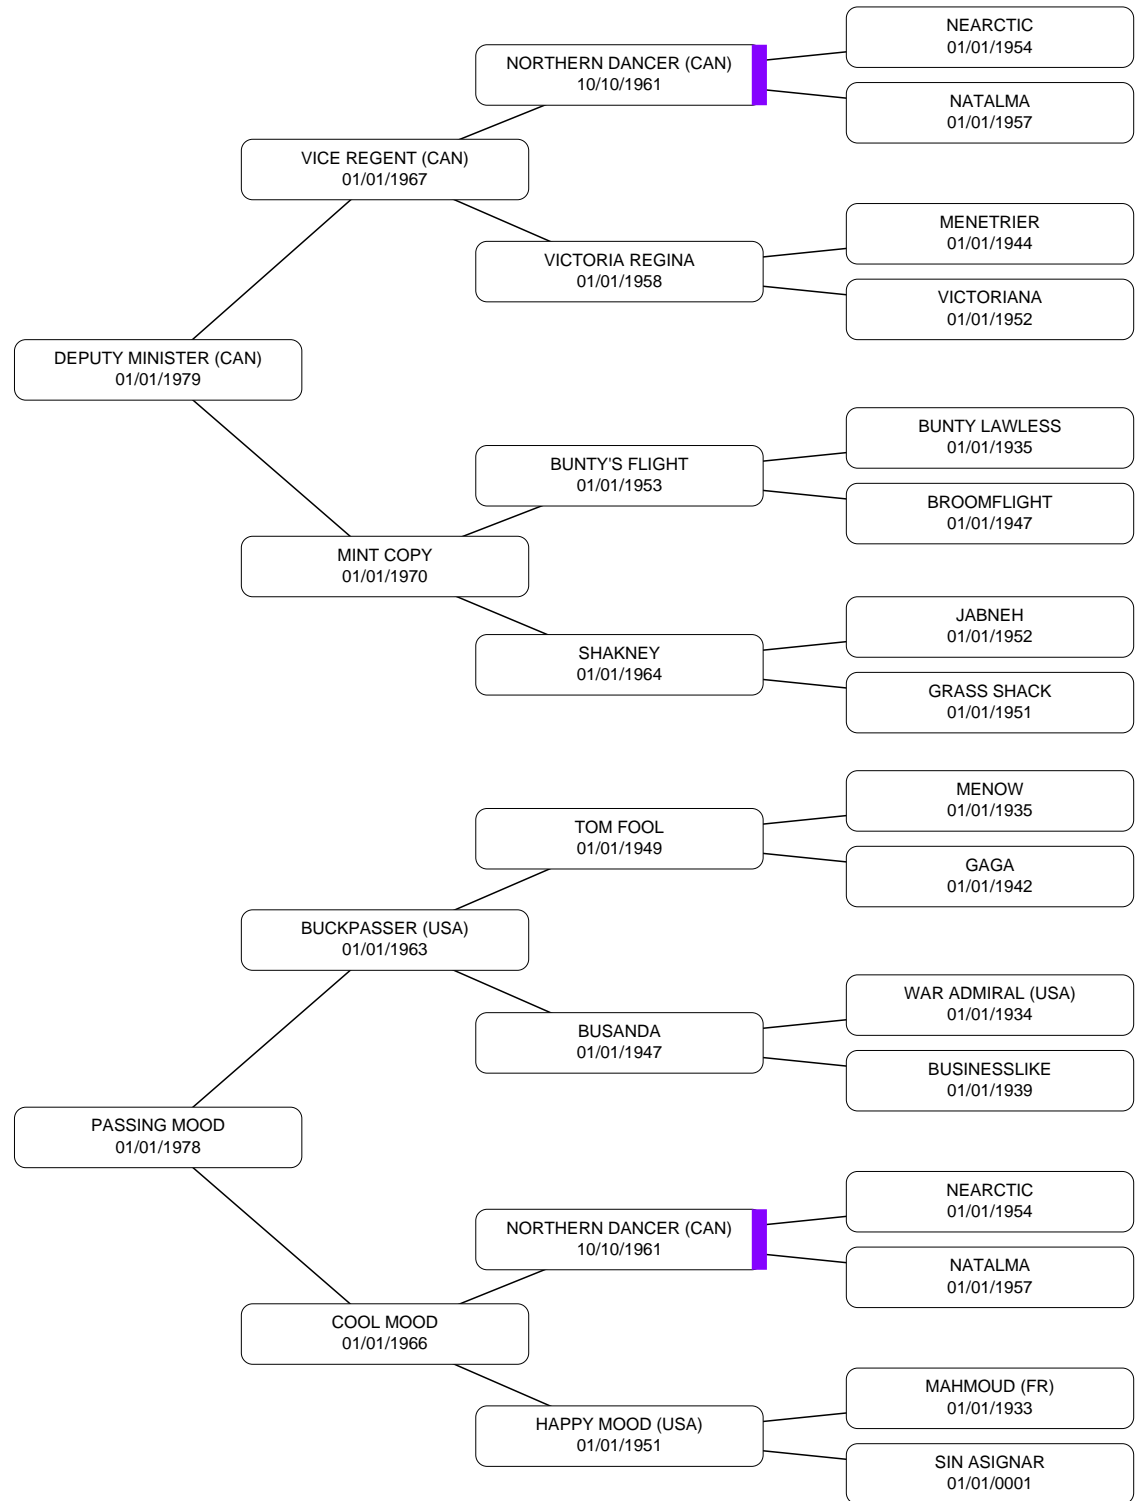 NEARCTIC
01/01/1954
NORTHERN DANCER (CAN)
10/10/1961
NATALMA
01/01/1957
VICE REGENT (CAN)
01/01/1967
MENETRIER
01/01/1944
VICTORIA REGINA
01/01/1958
VICTORIANA
01/01/1952
DEPUTY MINISTER (CAN)
01/01/1979
BUNTY LAWLESS
01/01/1935
BUNTY'S FLIGHT
01/01/1953
BROOMFLIGHT
01/01/1947
MINT COPY
01/01/1970
JABNEH
01/01/1952
SHAKNEY
01/01/1964
GRASS SHACK
01/01/1951
MENOW
01/01/1935
TOM FOOL
01/01/1949
GAGA
01/01/1942
BUCKPASSER (USA)
01/01/1963
WAR ADMIRAL (USA)
01/01/1934
BUSANDA
01/01/1947
BUSINESSLIKE
01/01/1939
PASSING MOOD
01/01/1978
NEARCTIC
01/01/1954
NORTHERN DANCER (CAN)
10/10/1961
NATALMA
01/01/1957
COOL MOOD
01/01/1966
MAHMOUD (FR)
01/01/1933
HAPPY MOOD (USA)
01/01/1951
SIN ASIGNAR
01/01/0001